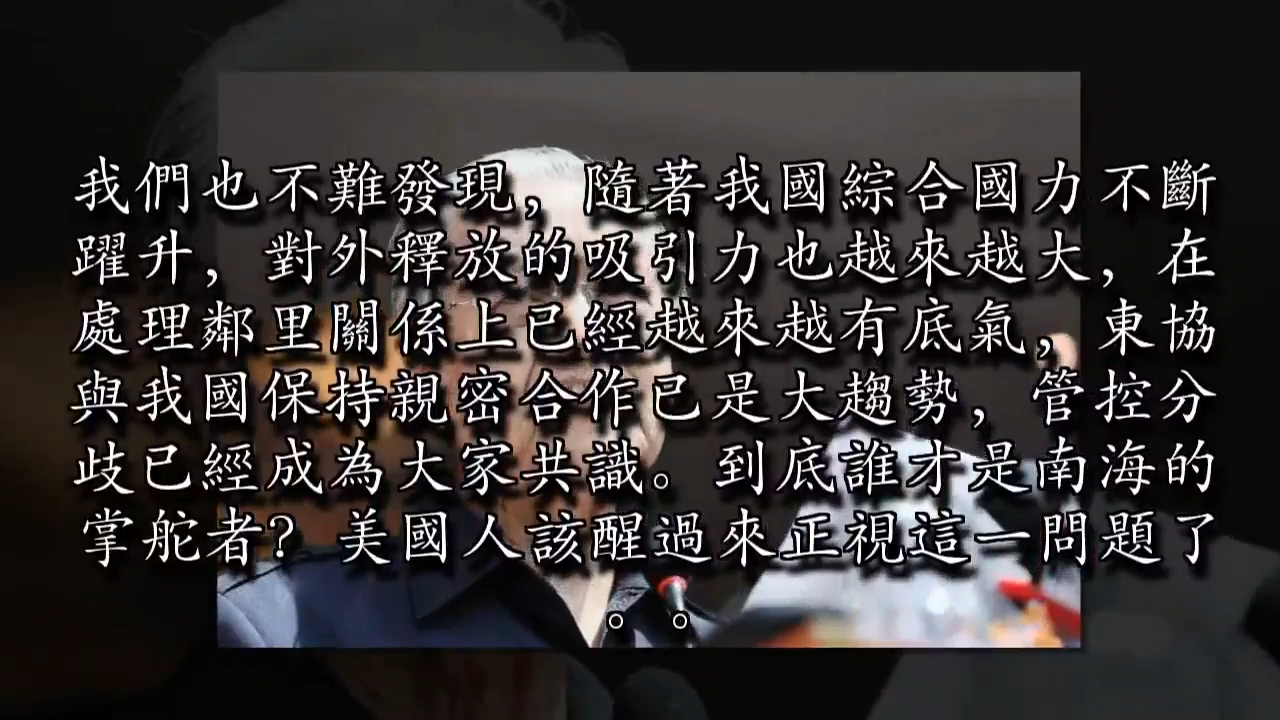 我們也不難發現，隨著我國綜合國力不斷
躍升，對外釋放的吸引力也越來越大，在
處理鄰里關係上已經越來越有底氣，東協
與我國保持親密合作已是大趨勢，管控分
歧已經成為大家共識。到底誰才是南海的
掌舵者？美國人該醒過來正視這一問題了
。。